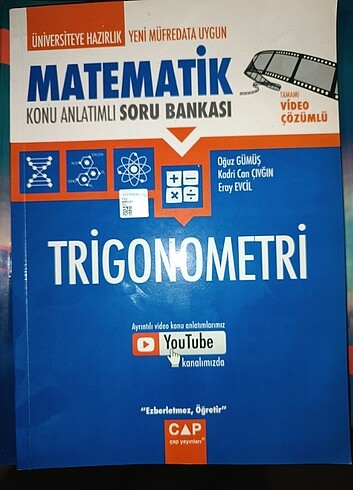 ÜNİVERSİTEYE HAZIRLIK YENİ MÜFREDATA UYGUN
MATEMATİK
KONU ANLATIMLI SORU BANKASI
TAMAMI
VİDEO
ÇÖZÜMLÜ
Oğuz GÜMÜŞ
Kadri Can ÇIVGIN
Eray EVCİL
TRİGONOMETRİ
Ayrıntılı video konu anlatımlarımız
YouTube
kanalımızda
"Ezberletmez, Öğretir"
ÇAP
çap yayınları